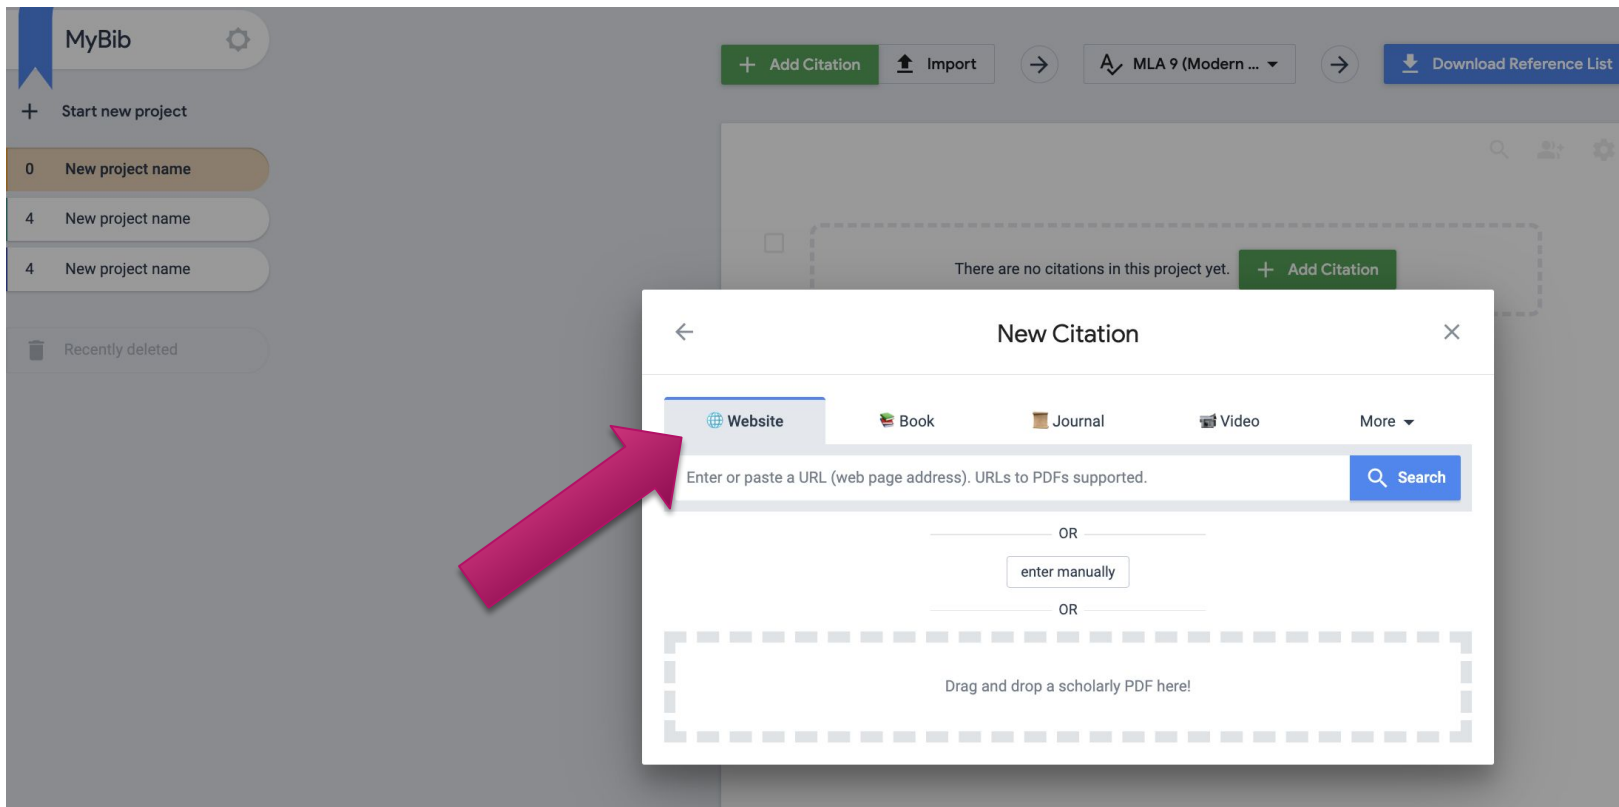 MyBib
+ Add Citation
Import
MLA 9 (Modern ...
Download Reference List
+ Start new project
0 New project name
4 New project name
4 New project name
Recently deleted
There are no citations in this project yet.
+ Add Citation
New Citation
Website
Book
Journal
Video
More
Enter or paste a URL (web page address). URLs to PDFs supported.
Search
OR
enter manually
OR
Drag and drop a scholarly PDF here!